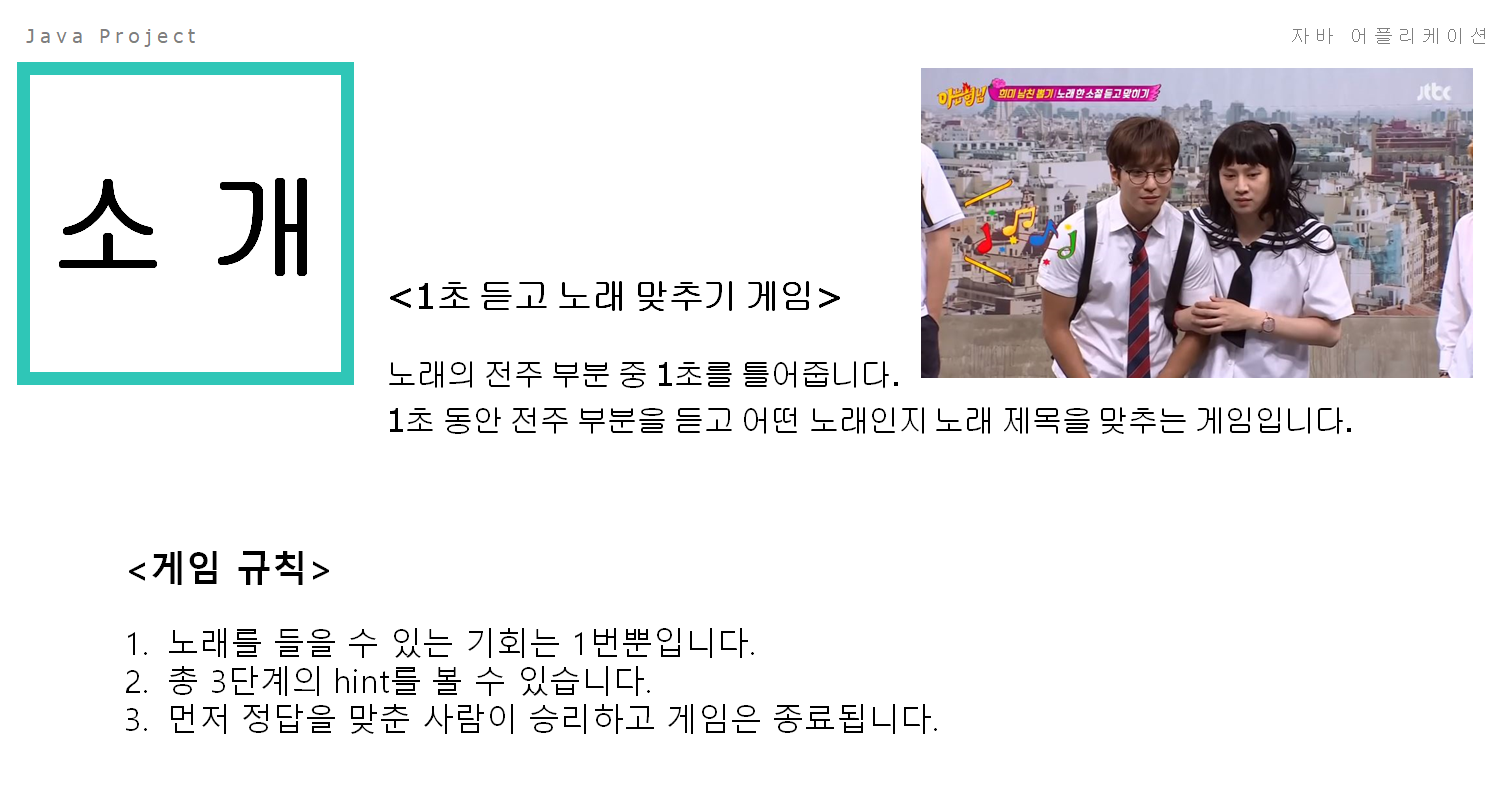 Java Project
자바 어플리케이션
소 개
아는형님
희미 남친 뽑기! 노래 한 소절 듣고 맞히기
jtbc
<1초 듣고 노래 맞추기 게임>
노래의 전주 부분 중 1초를 틀어줍니다.
1초 동안 전주 부분을 듣고 어떤 노래인지 노래 제목을 맞추는 게임입니다.
<게임 규칙>
1. 노래를 들을 수 있는 기회는 1번뿐입니다.
2. 총 3단계의 hint를 볼 수 있습니다.
3. 먼저 정답을 맞춘 사람이 승리하고 게임은 종료됩니다.